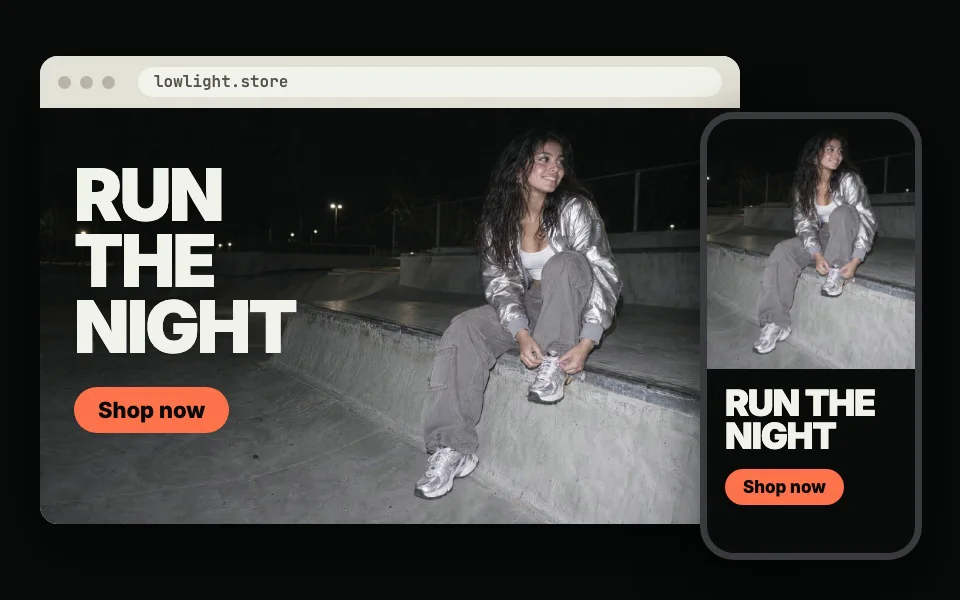 lowlight.store
RUN
THE
NIGHT
Shop now
RUN THE
NIGHT
Shop now